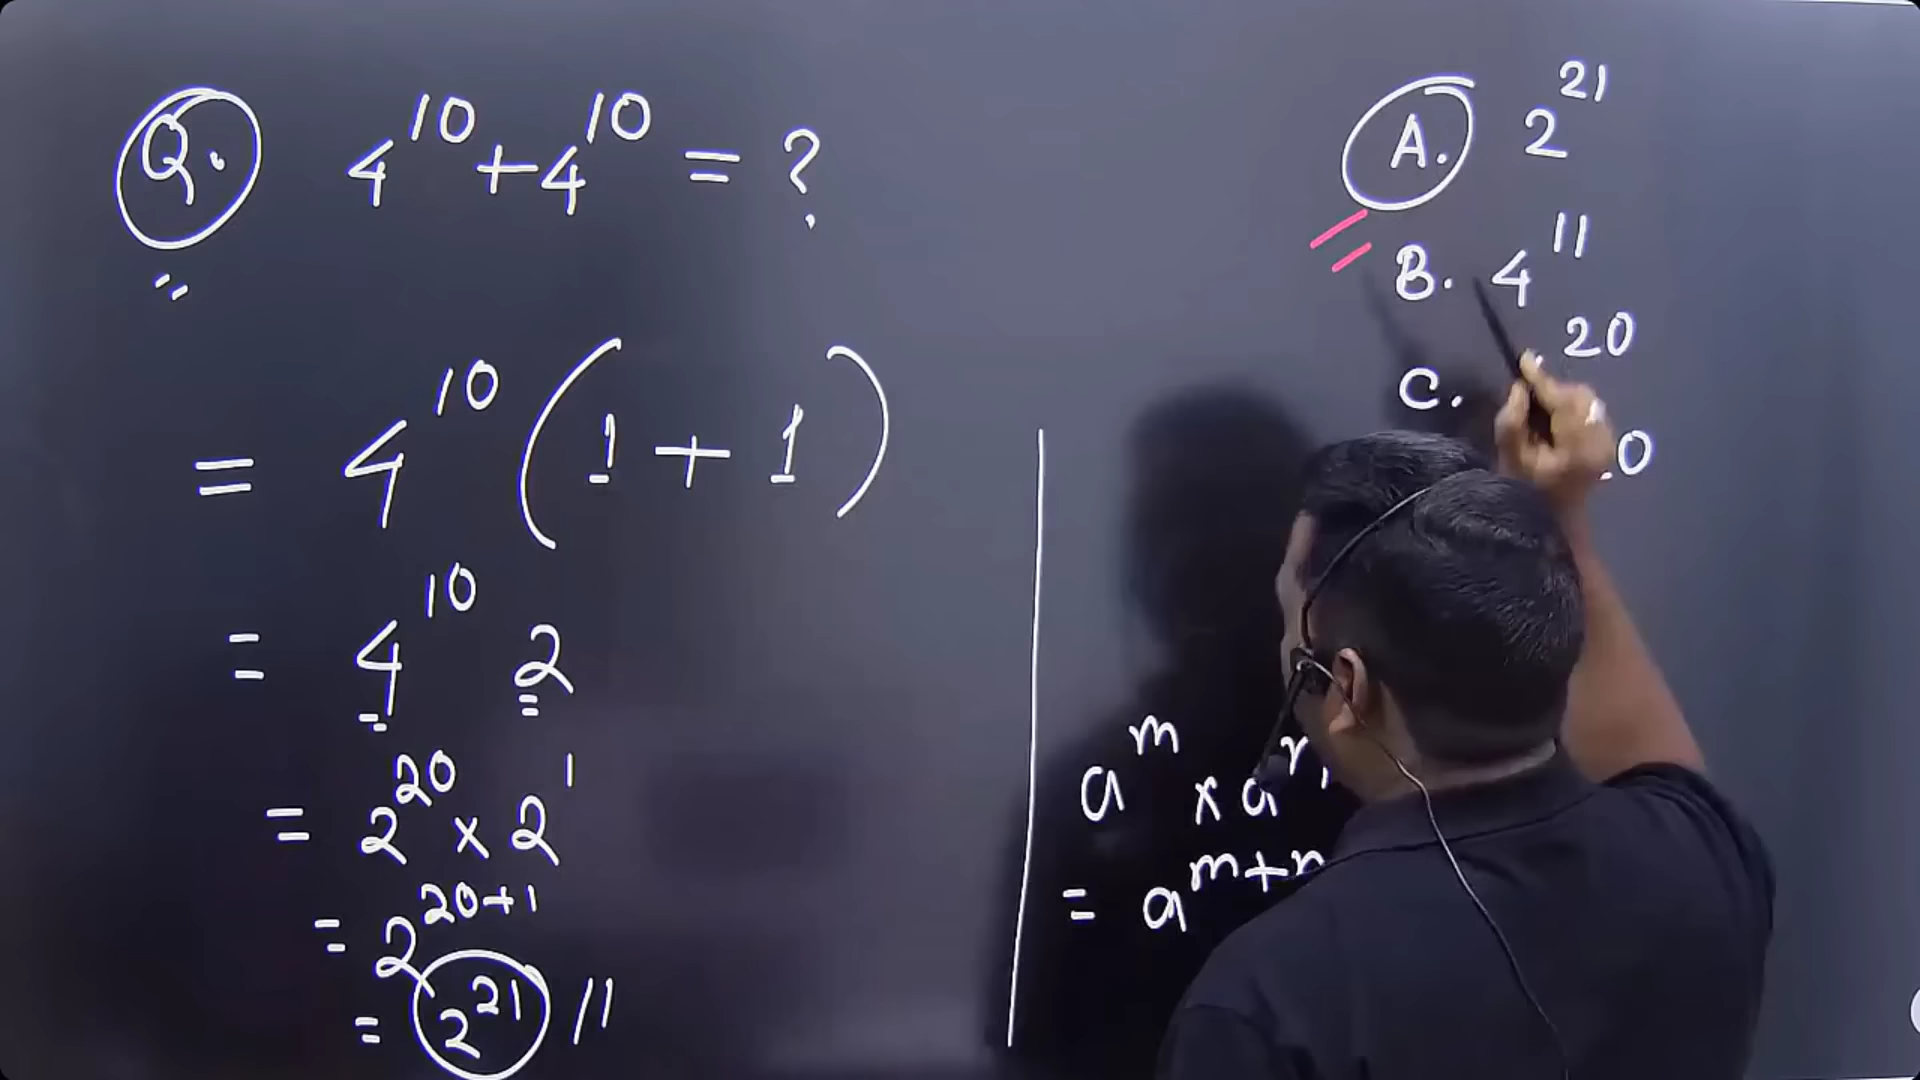 Q. 4^10 + 4^10 = ?
= 4^10 (1 + 1)
= 4^10 2
= 2^20 × 2^1
= 2^20+1
= 2^21 //
A. 2^21
B. 4^11
C. 20
0
a^m × a^n
= a^m+n